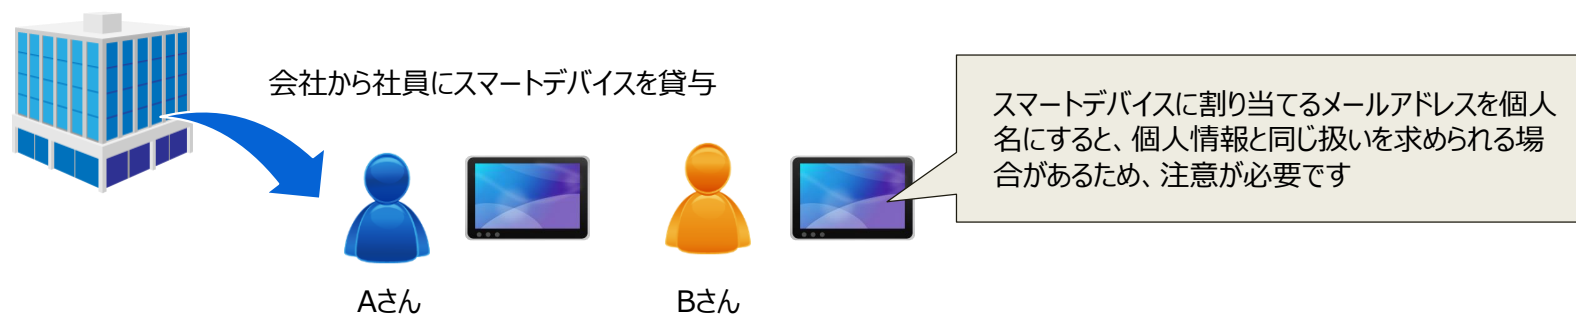 会社から社員にスマートデバイスを貸与
スマートデバイスに割り当てるメールアドレスを個人
名にすると、個人情報と同じ扱いを求められる場
合があるため、注意が必要です
Aさん
Bさん